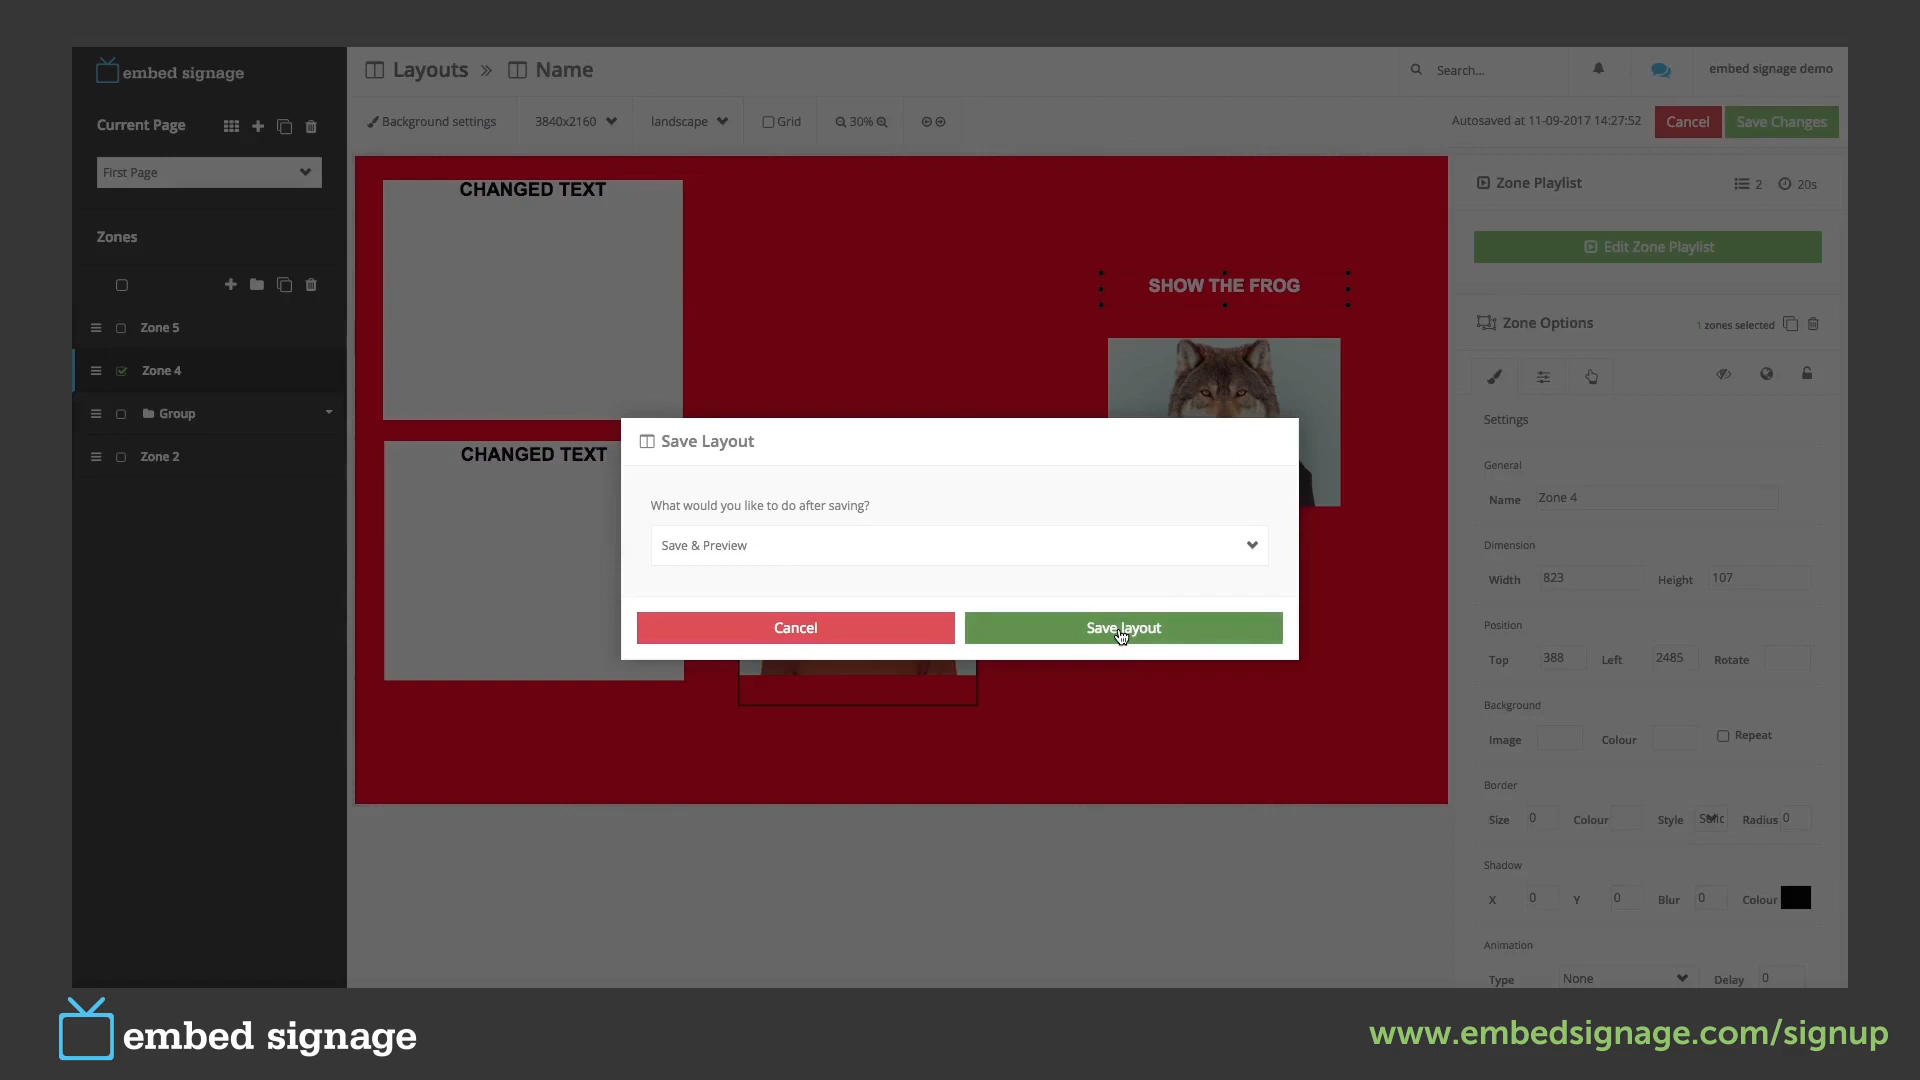 embed signage
Layouts » Name
Search...
embed signage demo
Current Page
Background settings
3840x2160
landscape
Grid
30%
Autosaved at 11-09-2017 14:27:52
Cancel
Save Changes
First Page
Zones
Zone 5
Zone 4
Group
Zone 2
CHANGED TEXT
SHOW THE FROG
CHANGED TEXT
Save Layout
What would you like to do after saving?
Save & Preview
Cancel
Save layout
Zone Playlist
2
20s
Edit Zone Playlist
Zone Options
1 zones selected
Settings
General
Name Zone 4
Dimension
Width 823 Height 107
Position
Top 388 Left 2485 Rotate
Background
Image Colour Repeat
Border
Size 0 Colour Style Solid Radius 0
Shadow
X 0 Y 0 Blur 0 Colour
Animation
Type None Delay 0
embed signage
www.embedsignage.com/signup